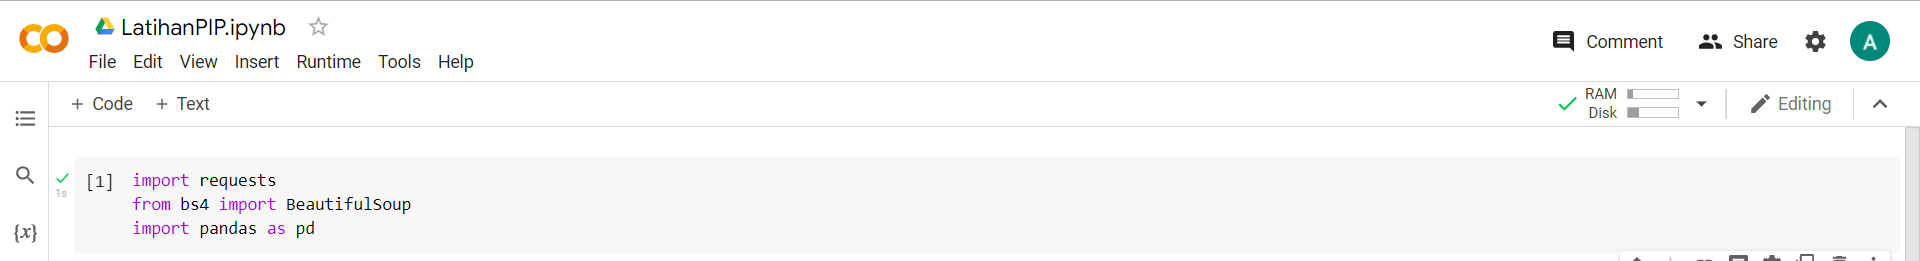 LatihanPIP.ipynb
File Edit View Insert Runtime Tools Help
Comment
Share
A
+ Code + Text
RAM
Disk
Editing
{x}
1s
[1] import requests
from bs4 import BeautifulSoup
import pandas as pd